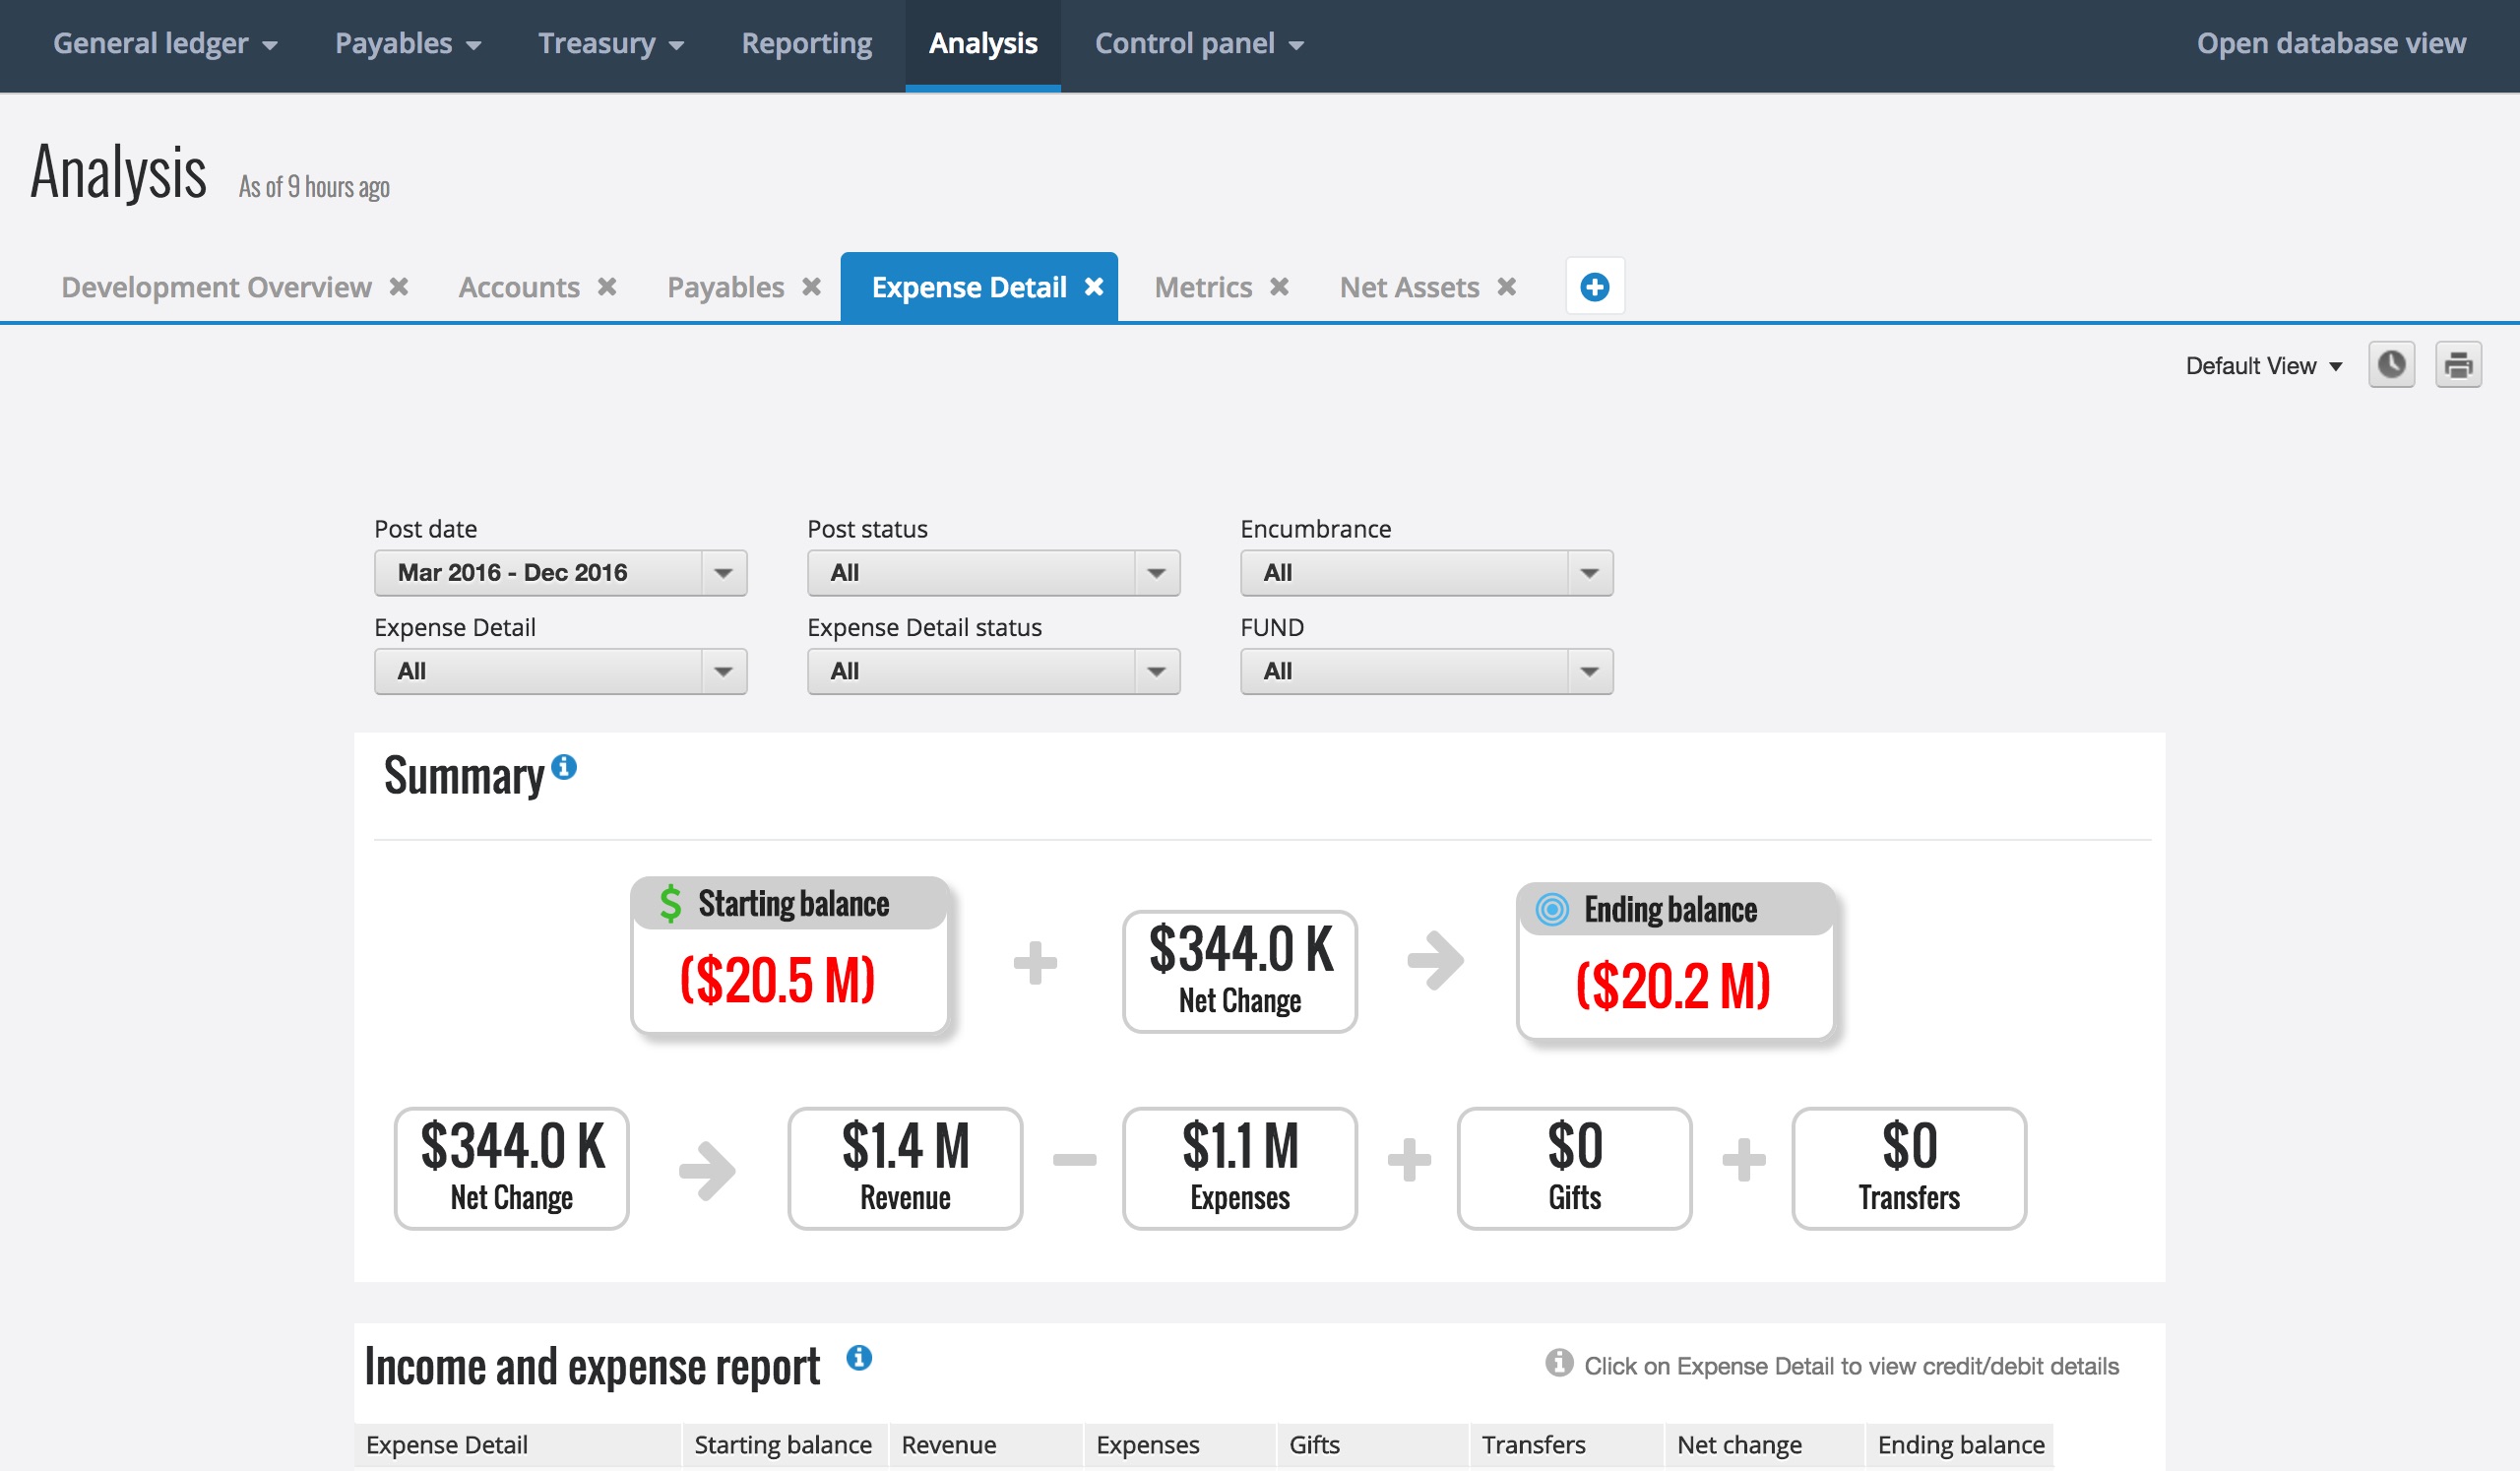 General ledger Payables Treasury Reporting Analysis Control panel Open database view
Analysis As of 9 hours ago
Development Overview Accounts Payables Expense Detail Metrics Net Assets
Default View
Post date Post status Encumbrance
Mar 2016 - Dec 2016 All All
Expense Detail Expense Detail status FUND
All All All
Summary
$ Starting balance Ending balance
($20.5 M) + $344.0 K ($20.2 M)
Net Change
$344.0 K $1.4 M - $1.1 M + $0 + $0
Net Change Revenue Expenses Gifts Transfers
Income and expense report Click on Expense Detail to view credit/debit details
Expense Detail Starting balance Revenue Expenses Gifts Transfers Net change Ending balance